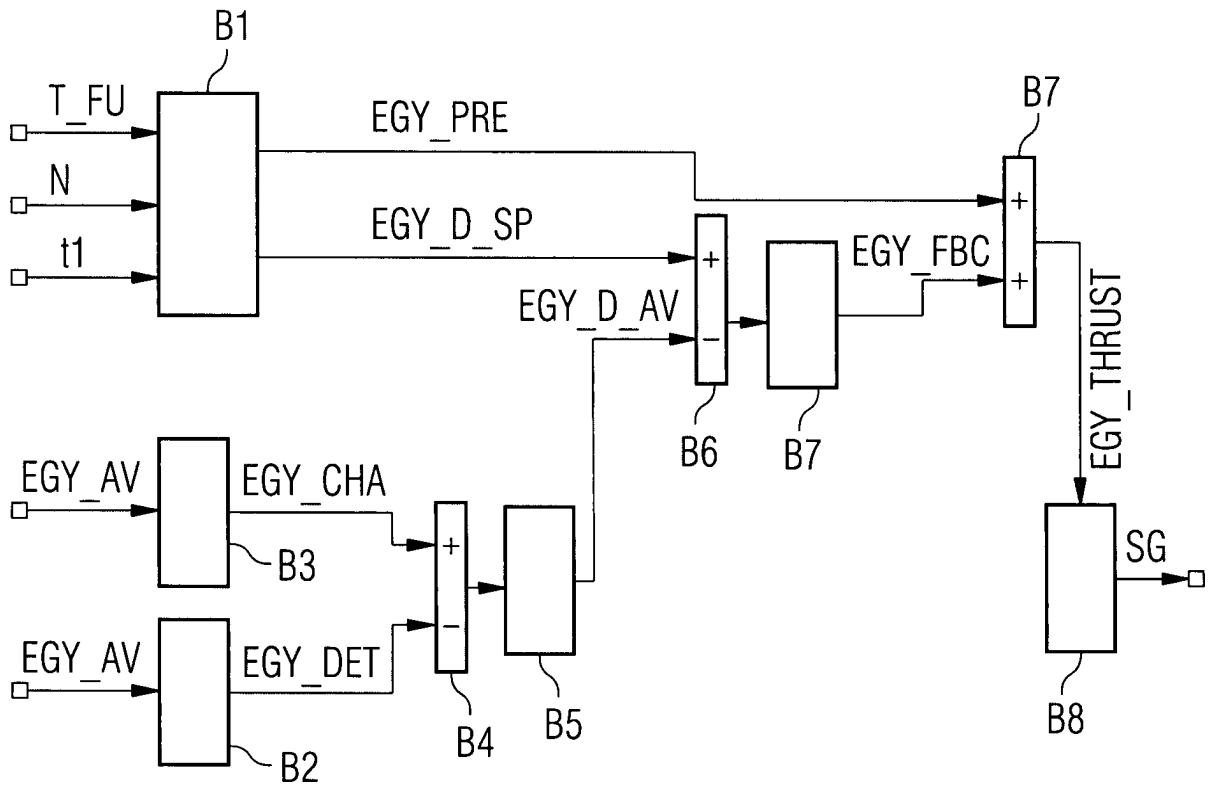 B1
T_FU
N
t1
EGY_PRE
EGY_D_SP
EGY_D_AV
+
−
B6
B7
EGY_FBC
B7
+
+
EGY_THRUST
EGY_AV
B3
EGY_CHA
EGY_AV
B2
EGY_DET
+
−
B4
B5
B8
SG